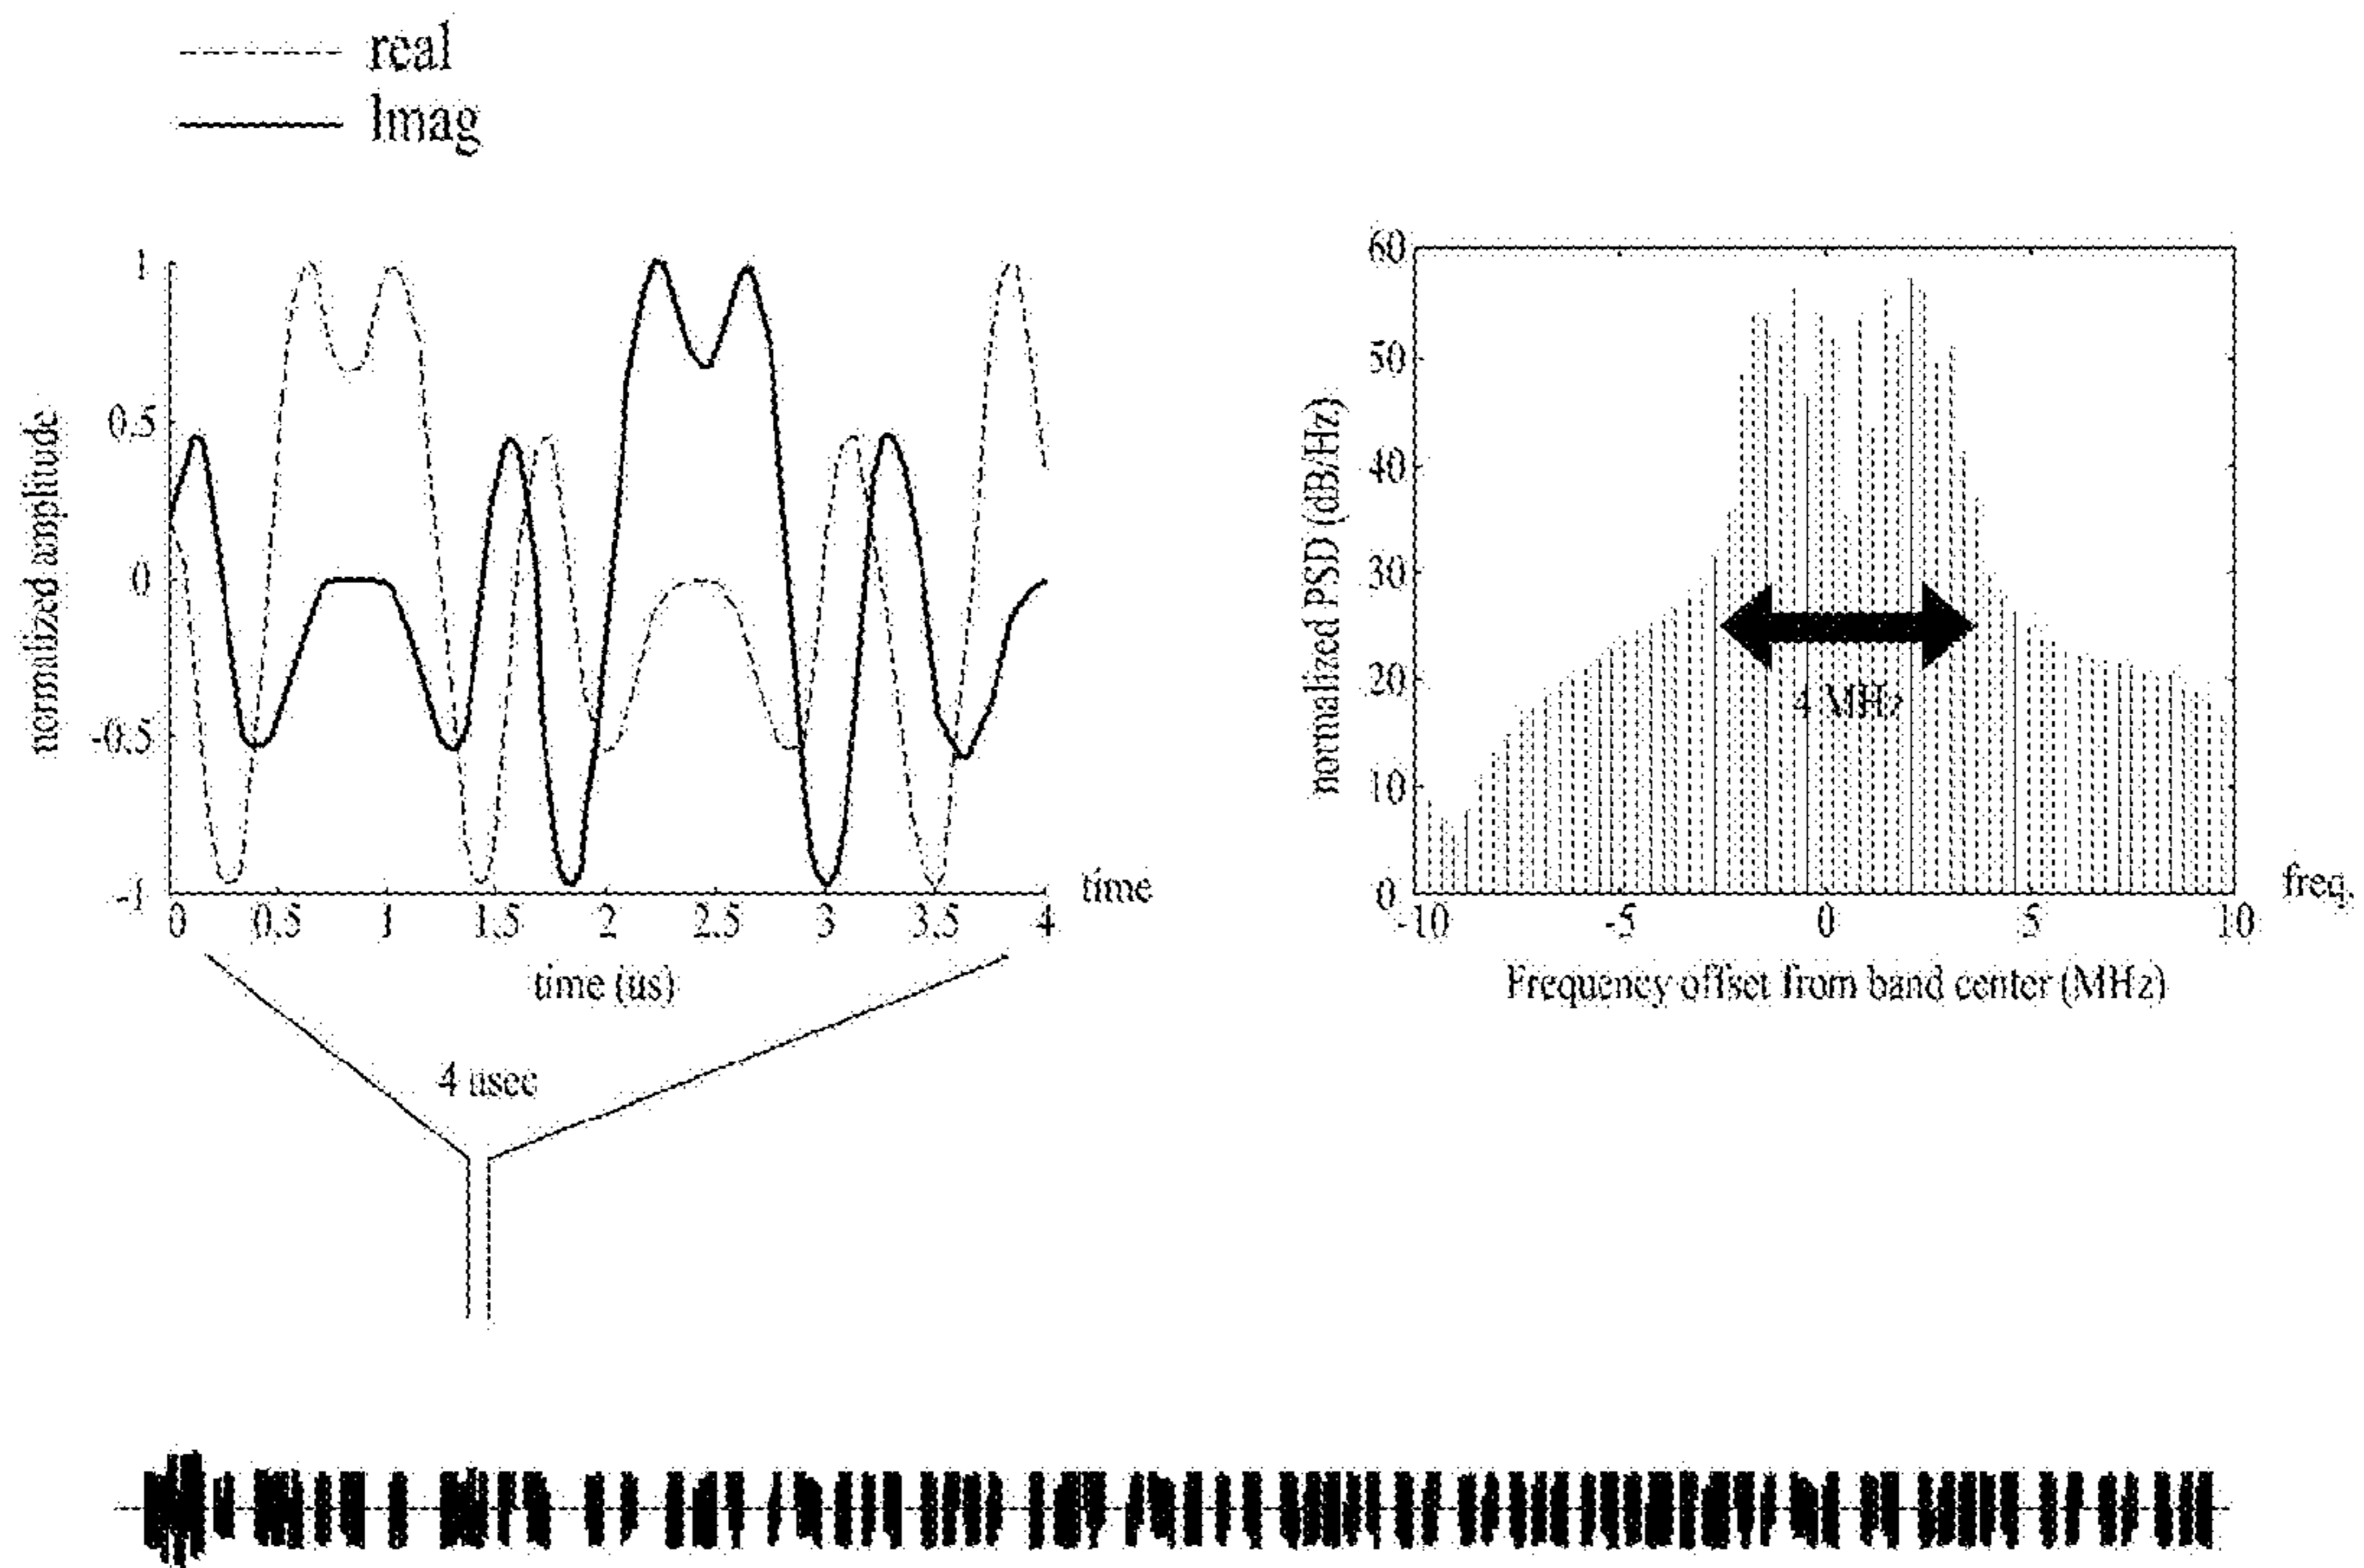 real
Imag
normalized amplitude
1
0.5
0
-0.5
-1
0 0.5 1 1.5 2 2.5 3 3.5 4
time
time (us)
4 usec
normalized PSD (dB/Hz)
60
50
40
30
20
10
0
4 MHz
-10 -5 0 5 10
freq.
Frequency offset from band center (MHz)